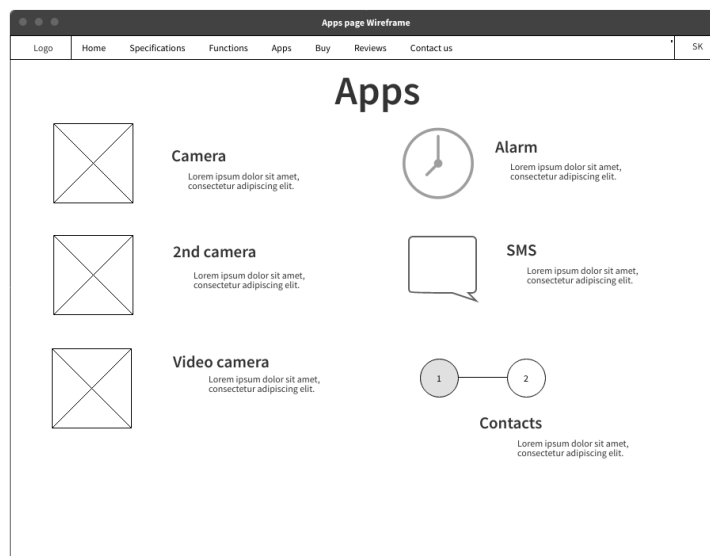 Apps page Wireframe
Logo
Home
Specifications
Functions
Apps
Buy
Reviews
Contact us
SK
Apps
Camera
Lorem ipsum dolor sit amet,
consectetur adipiscing elit.
Alarm
Lorem ipsum dolor sit amet,
consectetur adipiscing elit.
2nd camera
Lorem ipsum dolor sit amet,
consectetur adipiscing elit.
SMS
Lorem ipsum dolor sit amet,
consectetur adipiscing elit.
Video camera
Lorem ipsum dolor sit amet,
consectetur adipiscing elit.
1
2
Contacts
Lorem ipsum dolor sit amet,
consectetur adipiscing elit.